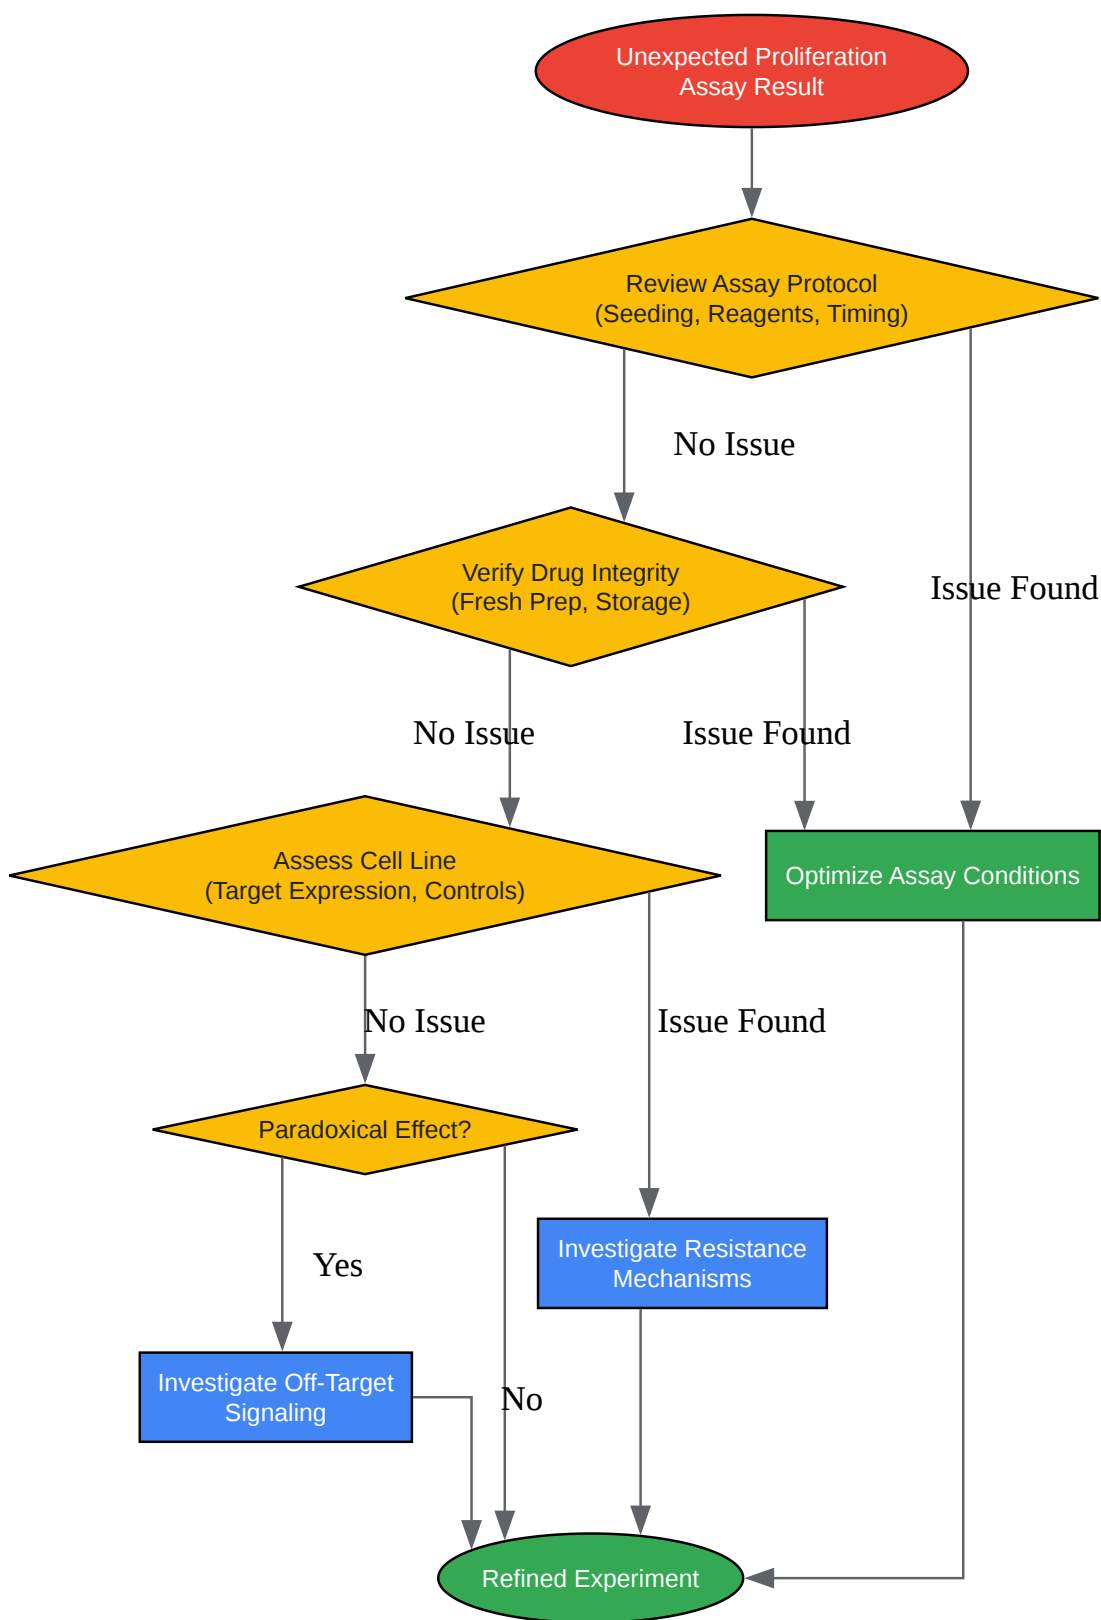 Unexpected Proliferation
Assay Result
Review Assay Protocol
(Seeding, Reagents, Timing)
No Issue
Verify Drug Integrity
(Fresh Prep, Storage)
Issue Found
No Issue
Issue Found
Assess Cell Line
(Target Expression, Controls)
Optimize Assay Conditions
No Issue
Issue Found
Paradoxical Effect?
Investigate Resistance
Mechanisms
Yes
Investigate Off-Target
Signaling
No
Refined Experiment